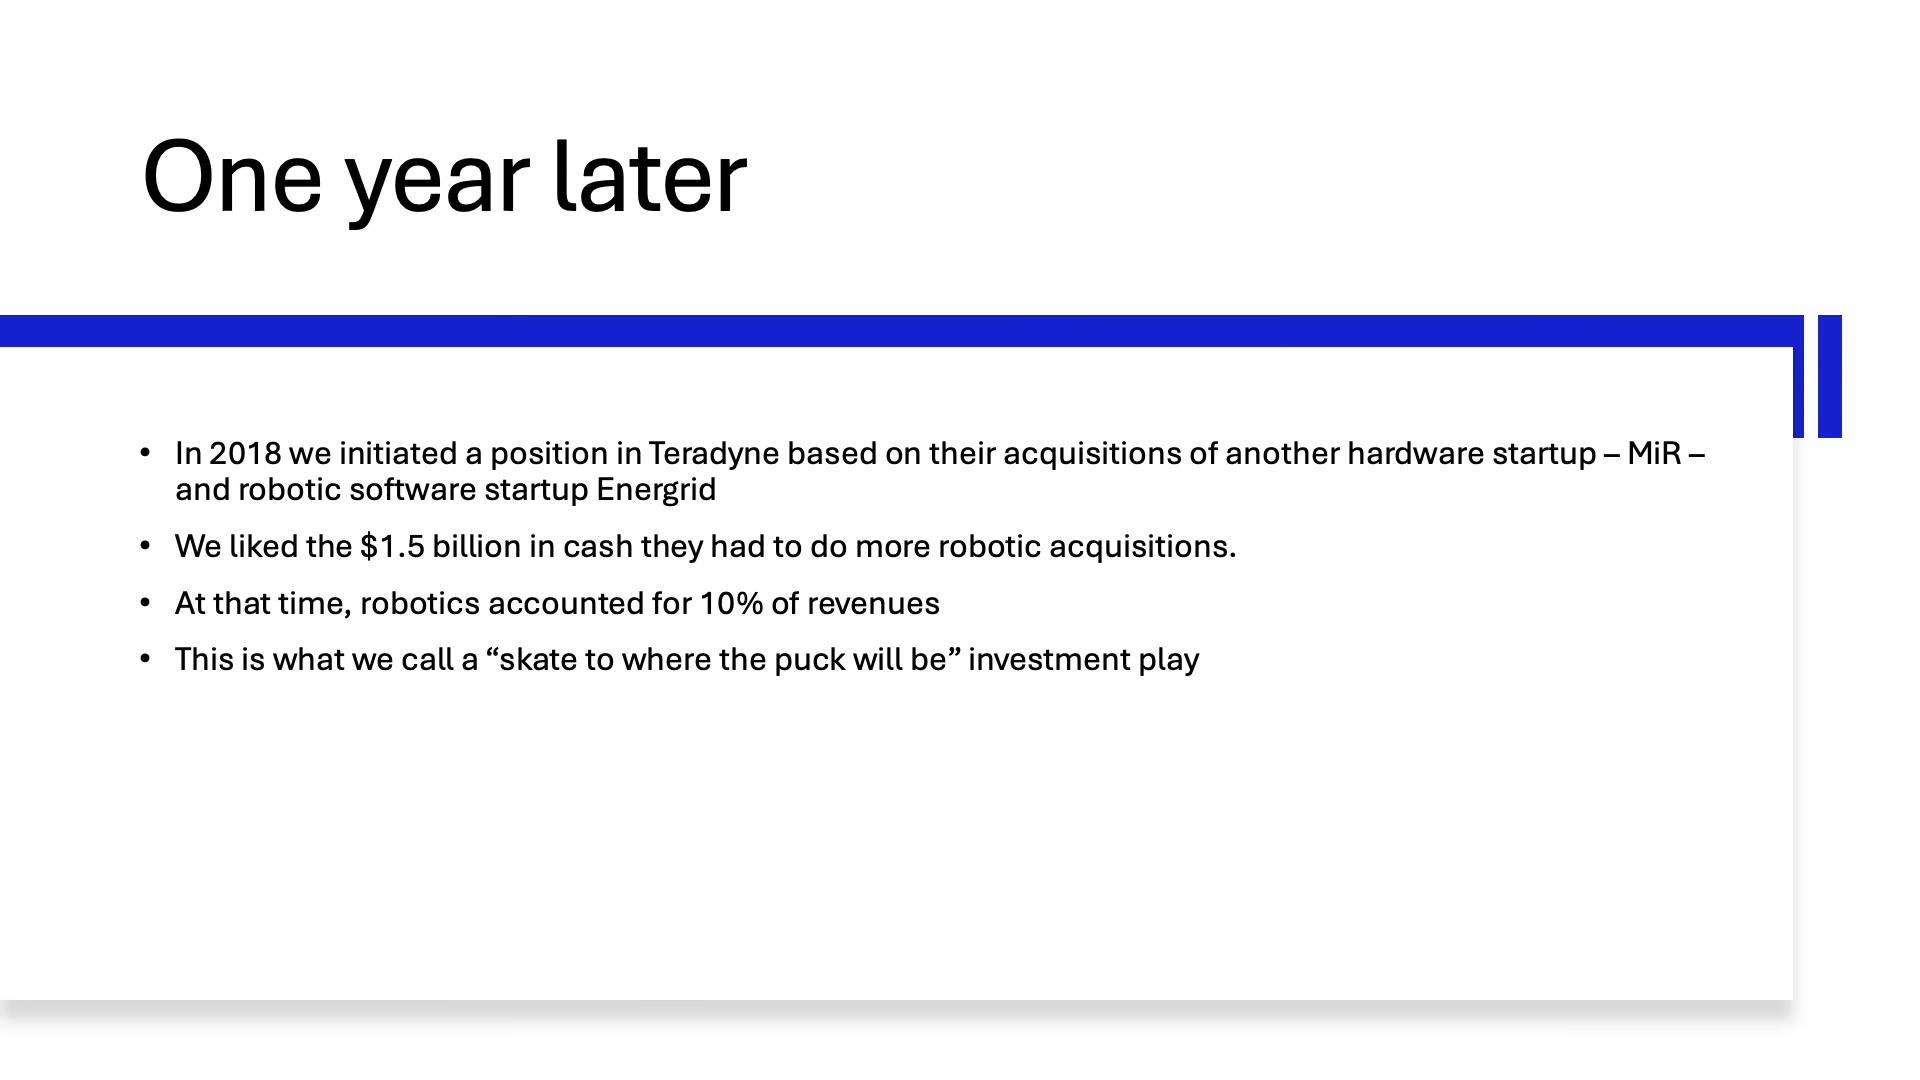 One year later
• In 2018 we initiated a position in Teradyne based on their acquisitions of another hardware startup – MiR –
and robotic software startup Energrid
• We liked the $1.5 billion in cash they had to do more robotic acquisitions.
• At that time, robotics accounted for 10% of revenues
• This is what we call a “skate to where the puck will be” investment play